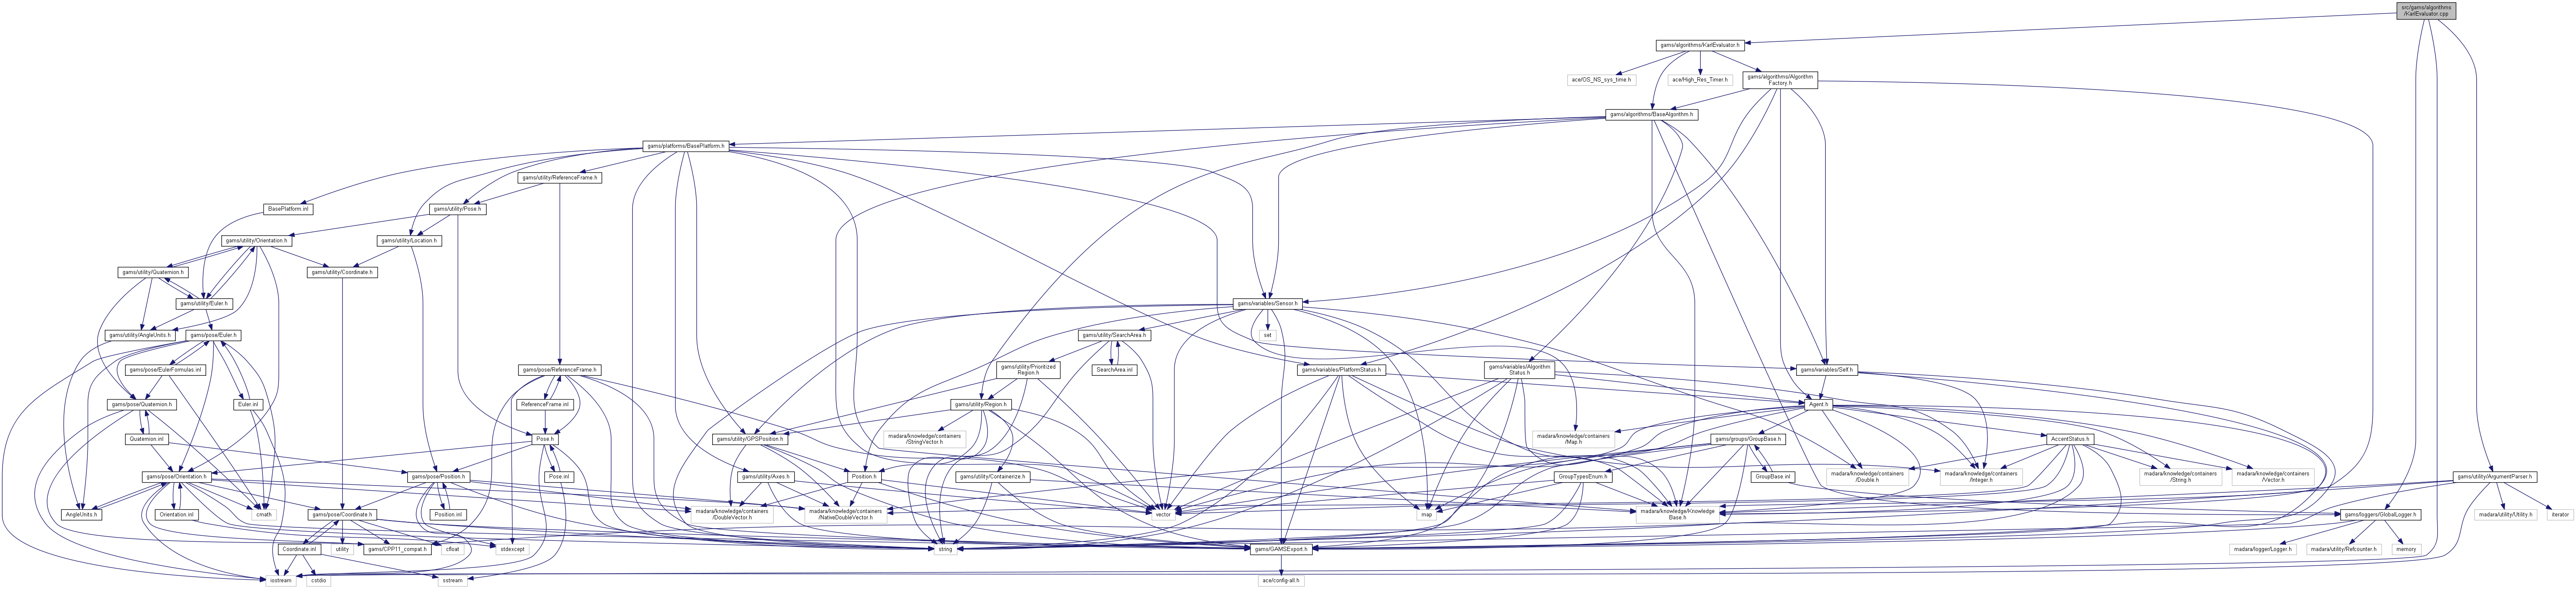 src/gams/algorithms
/KarlEvaluator.cpp
gams/algorithms/KarlEvaluator.h
ace/OS_NS_sys_time.h
ace/High_Res_Timer.h
gams/algorithms/Algorithm
Factory.h
gams/algorithms/BaseAlgorithm.h
gams/platforms/BasePlatform.h
gams/utility/ReferenceFrame.h
BasePlatform.inl
gams/utility/Pose.h
gams/utility/Orientation.h
gams/utility/Location.h
gams/utility/Quaternion.h
gams/utility/Coordinate.h
gams/utility/Euler.h
gams/variables/Sensor.h
gams/utility/AngleUnits.h
gams/pose/Euler.h
gams/utility/SearchArea.h
set
gams/pose/EulerFormulas.inl
gams/pose/ReferenceFrame.h
gams/utility/Prioritized
Region.h
SearchArea.inl
gams/variables/PlatformStatus.h
gams/variables/Algorithm
Status.h
gams/variables/Self.h
gams/pose/Quaternion.h
Euler.inl
ReferenceFrame.inl
gams/utility/Region.h
Agent.h
Quaternion.inl
Pose.h
gams/utility/GPSPosition.h
madara/knowledge/containers
/StringVector.h
madara/knowledge/containers
/Map.h
gams/groups/GroupBase.h
AccentStatus.h
gams/pose/Orientation.h
gams/pose/Position.h
Pose.inl
gams/utility/Axes.h
Position.h
gams/utility/Containerize.h
GroupTypesEnum.h
GroupBase.inl
madara/knowledge/containers
/Double.h
madara/knowledge/containers
/Integer.h
madara/knowledge/containers
/String.h
madara/knowledge/containers
/Vector.h
gams/utility/ArgumentParser.h
AngleUnits.h
Orientation.inl
cmath
gams/pose/Coordinate.h
Position.inl
madara/knowledge/containers
/DoubleVector.h
madara/knowledge/containers
/NativeDoubleVector.h
vector
map
madara/knowledge/Knowledge
Base.h
gams/loggers/GlobalLogger.h
madara/utility/Utility.h
iterator
Coordinate.inl
utility
gams/CPP11_compat.h
cfloat
stdexcept
string
gams/GAMSExport.h
madara/logger/Logger.h
madara/utility/Refcounter.h
memory
iostream
cstdio
sstream
ace/config-all.h